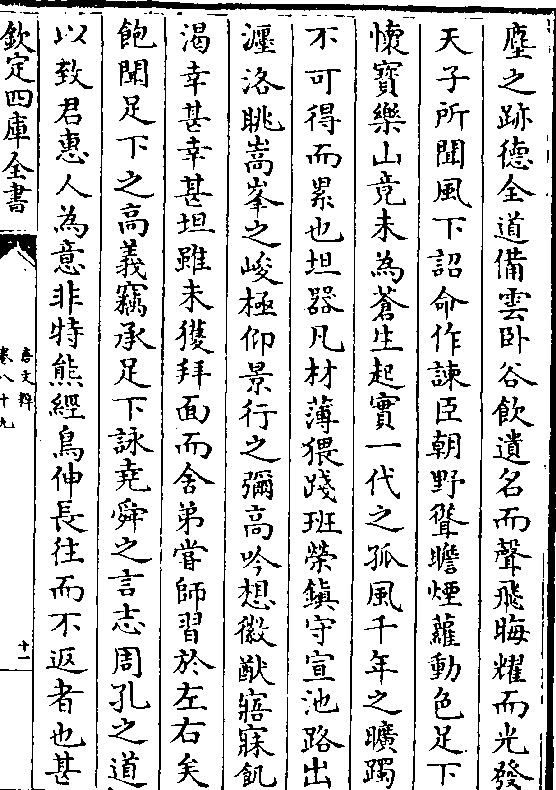 塵之跡德全道備雲卧谷飲遺名而聲飛晦耀而光發
天子所聞風下詔命作諫臣朝野聳瞻煙蘿動色足下
懷寳樂山竟未為蒼生起實一代之孤風千年之曠躅
不可得而累也坦器凡材薄猥踐班榮鎮守宣池路出
瀍洛眺嵩峯之峻極仰景行之彌高吟想徽猷寤寐飢
渴幸甚幸甚坦雖未獲拜面而舍弟甞師習於左右矣
飽聞足下之高義竊承足下詠堯舜之言志周孔之道
以致君惠人為意非特熊經鳥伸長往而不返者也甚
欽定四庫全書
唐文粹
卷八十九
十一